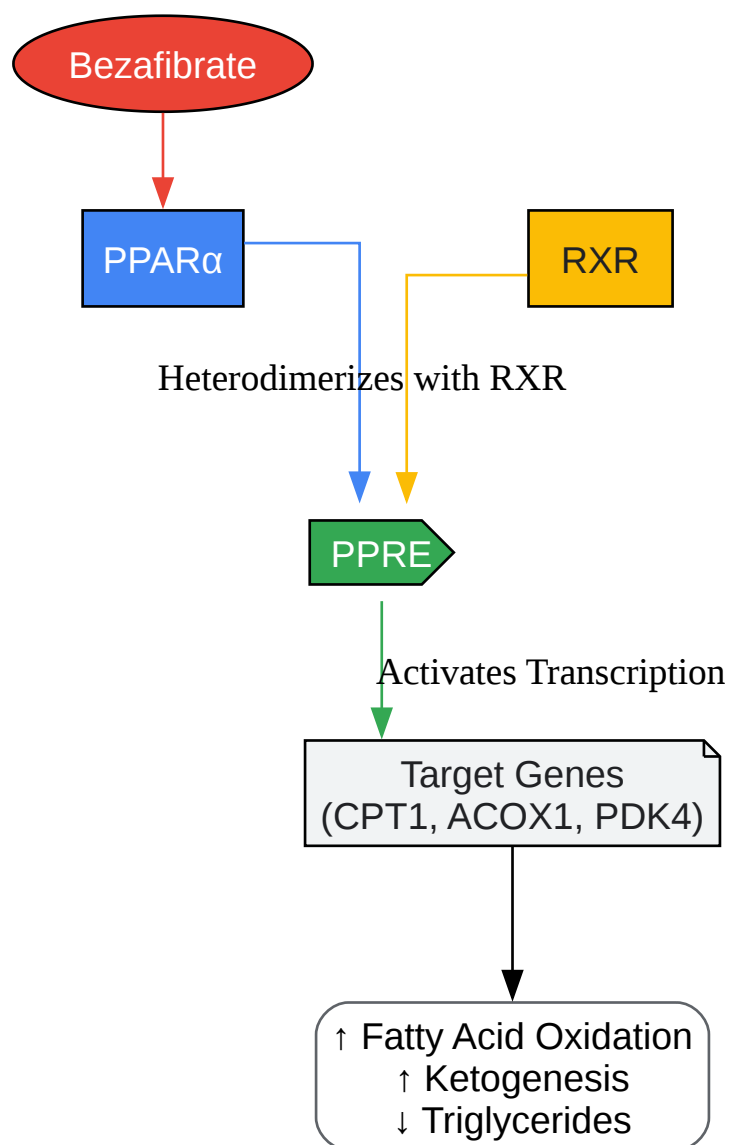 Bezafibrate
PPARα
RXR
Heterodimerizes with RXR
PPRE
Activates Transcription
Target Genes
(CPT1, ACOX1, PDK4)
↑ Fatty Acid Oxidation
↑ Ketogenesis
↓ Triglycerides